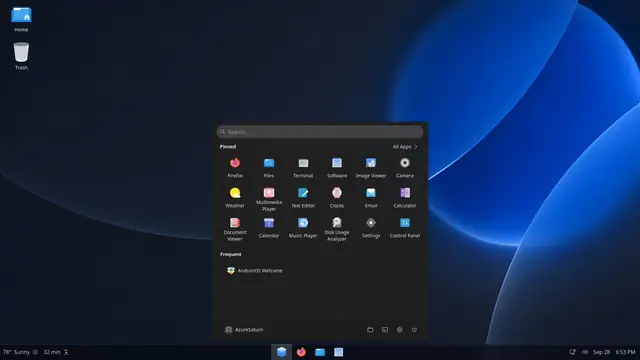 Home
Trash
Search...
Pinned
All Apps
Firefox
Files
Terminal
Software
Image Viewer
Camera
Weather
Multimedia
Player
Text Editor
Clocks
Email
Calculator
Document
Viewer
Calendar
Music Player
Disk Usage
Analyzer
Settings
Control Panel
Frequent
AnduinOS Welcome
AzureSaturn
78° Sunny 32 min
Sep 28 6:53 PM